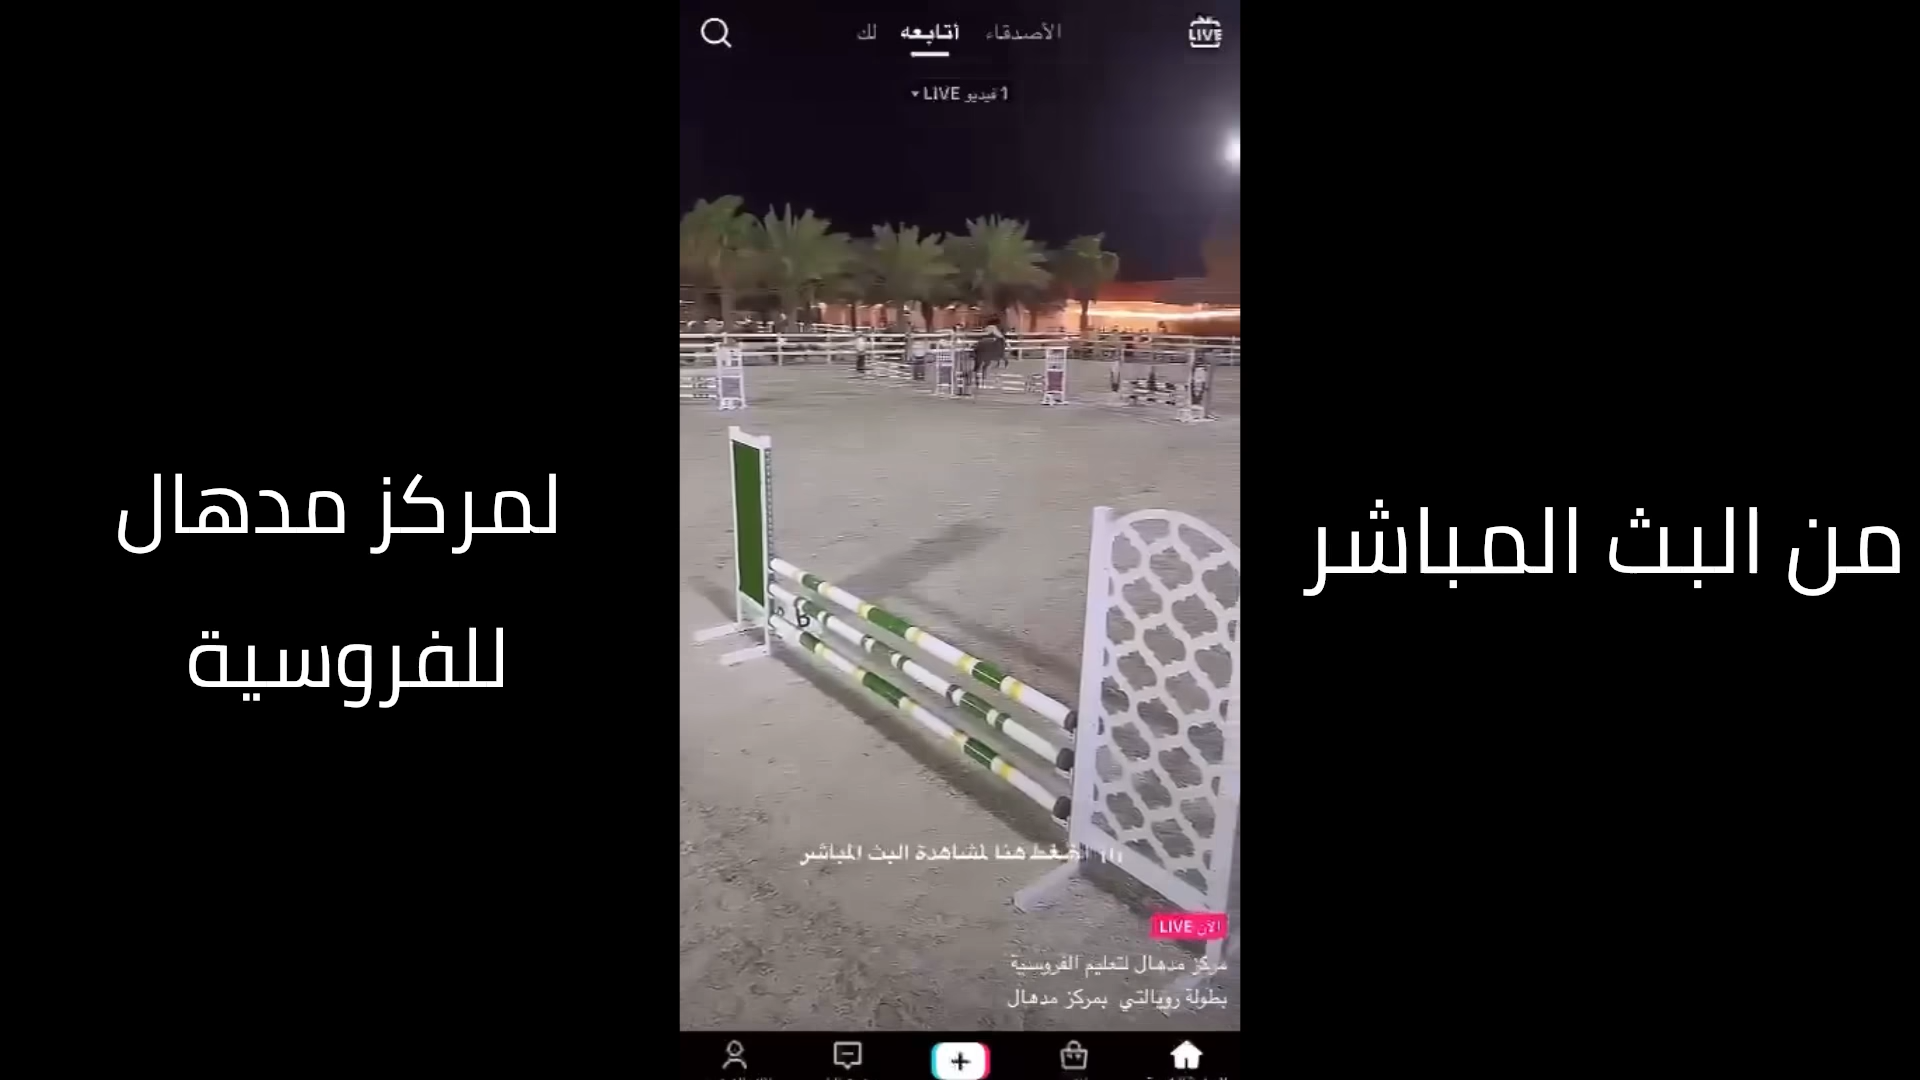 الأصدقاء أتابعه لك
LIVE
1 فيديو LIVE
من البث المباشر
لمركز مدهال
للفروسية
اضغط هنا لمشاهدة البث المباشر
LIVE الآن
مركز مدهال لتعليم الفروسية
بطولة رويالتي بمركز مدهال